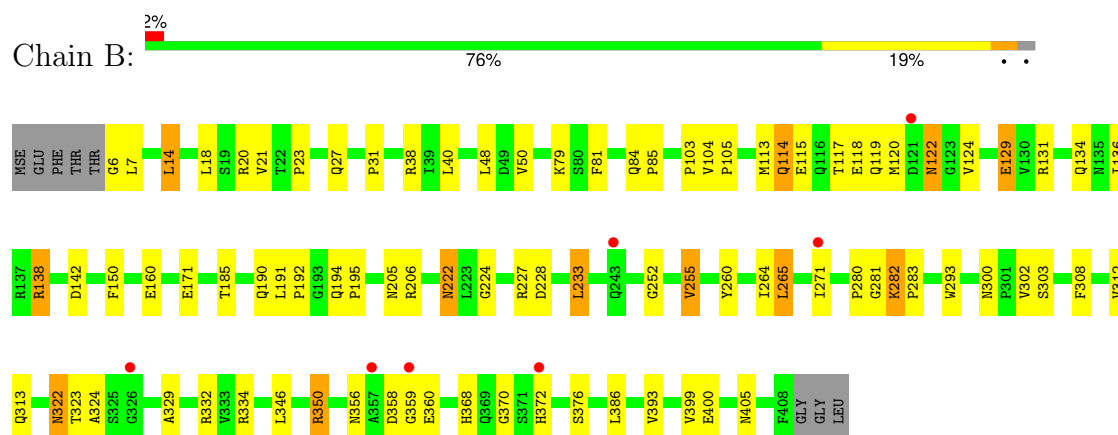 2%
Chain B:
76% 19% • •
MSE GLU PHE THR THR G6 L7 L14 L18 S19 R20 V21 T22 P23 Q27 P31 R38 I39 L40 L48 D49 V50 K79 S80 F81 Q84 P85 P103 V104 P105 M113 Q114 E115 Q116 T117 E118 Q119 M120 D121 N122 G123 V124 E129 V130 R131 Q134 N135 I136
R137 R138 D142 F150 E160 E171 T185 Q190 L191 P192 G193 Q194 P195 N205 R206 N222 L223 G224 R227 D228 L233 Q243 G252 V255 Y260 I264 L265 I271 P280 G281 K282 P283 W293 N300 P301 V302 S303 F308 V312
Q313 N322 T323 A324 S325 G326 A329 R332 V333 R334 L346 R350 N356 A357 D358 G359 E360 H368 Q369 G370 S371 H372 S376 L386 V393 V399 E400 N405 F408 GLY GLY LEU